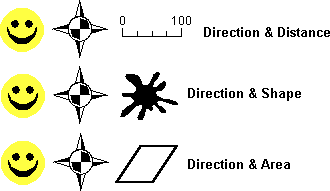 0 100
Direction & Distance
Direction & Shape
Direction & Area